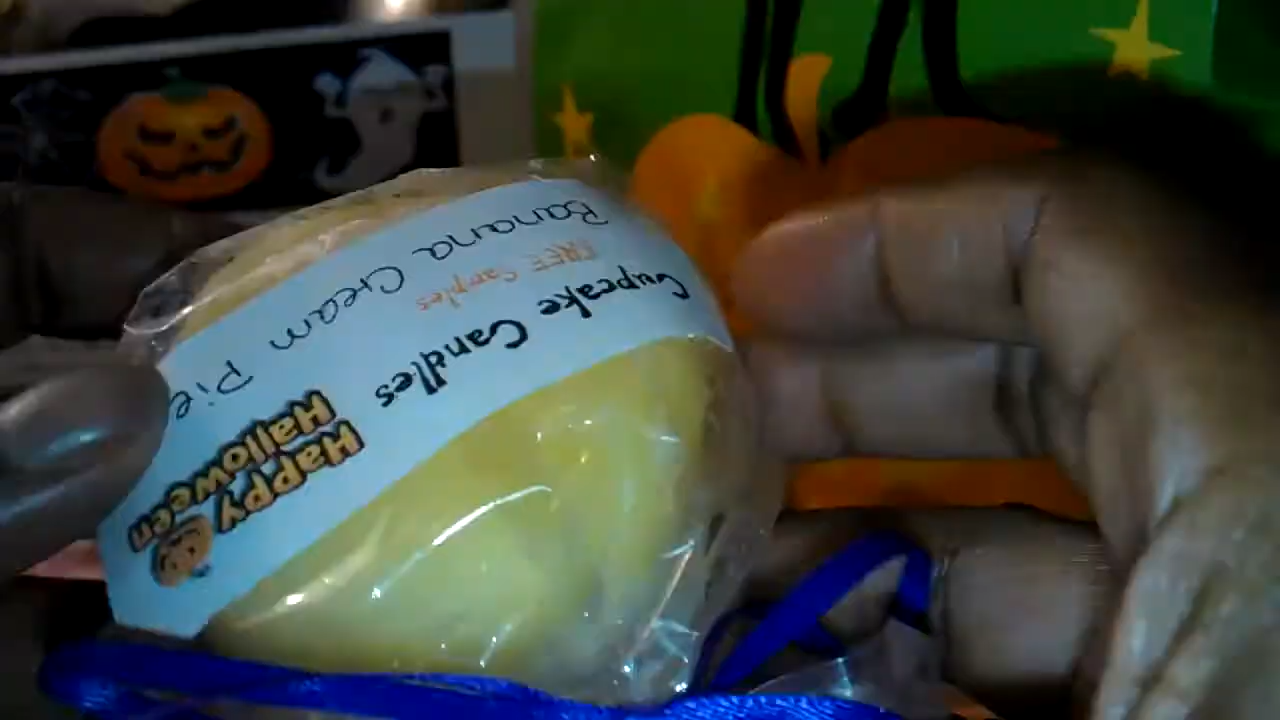 Cupcake Candles
FREE Samples
Banana Cream Pie
Happy
Halloween